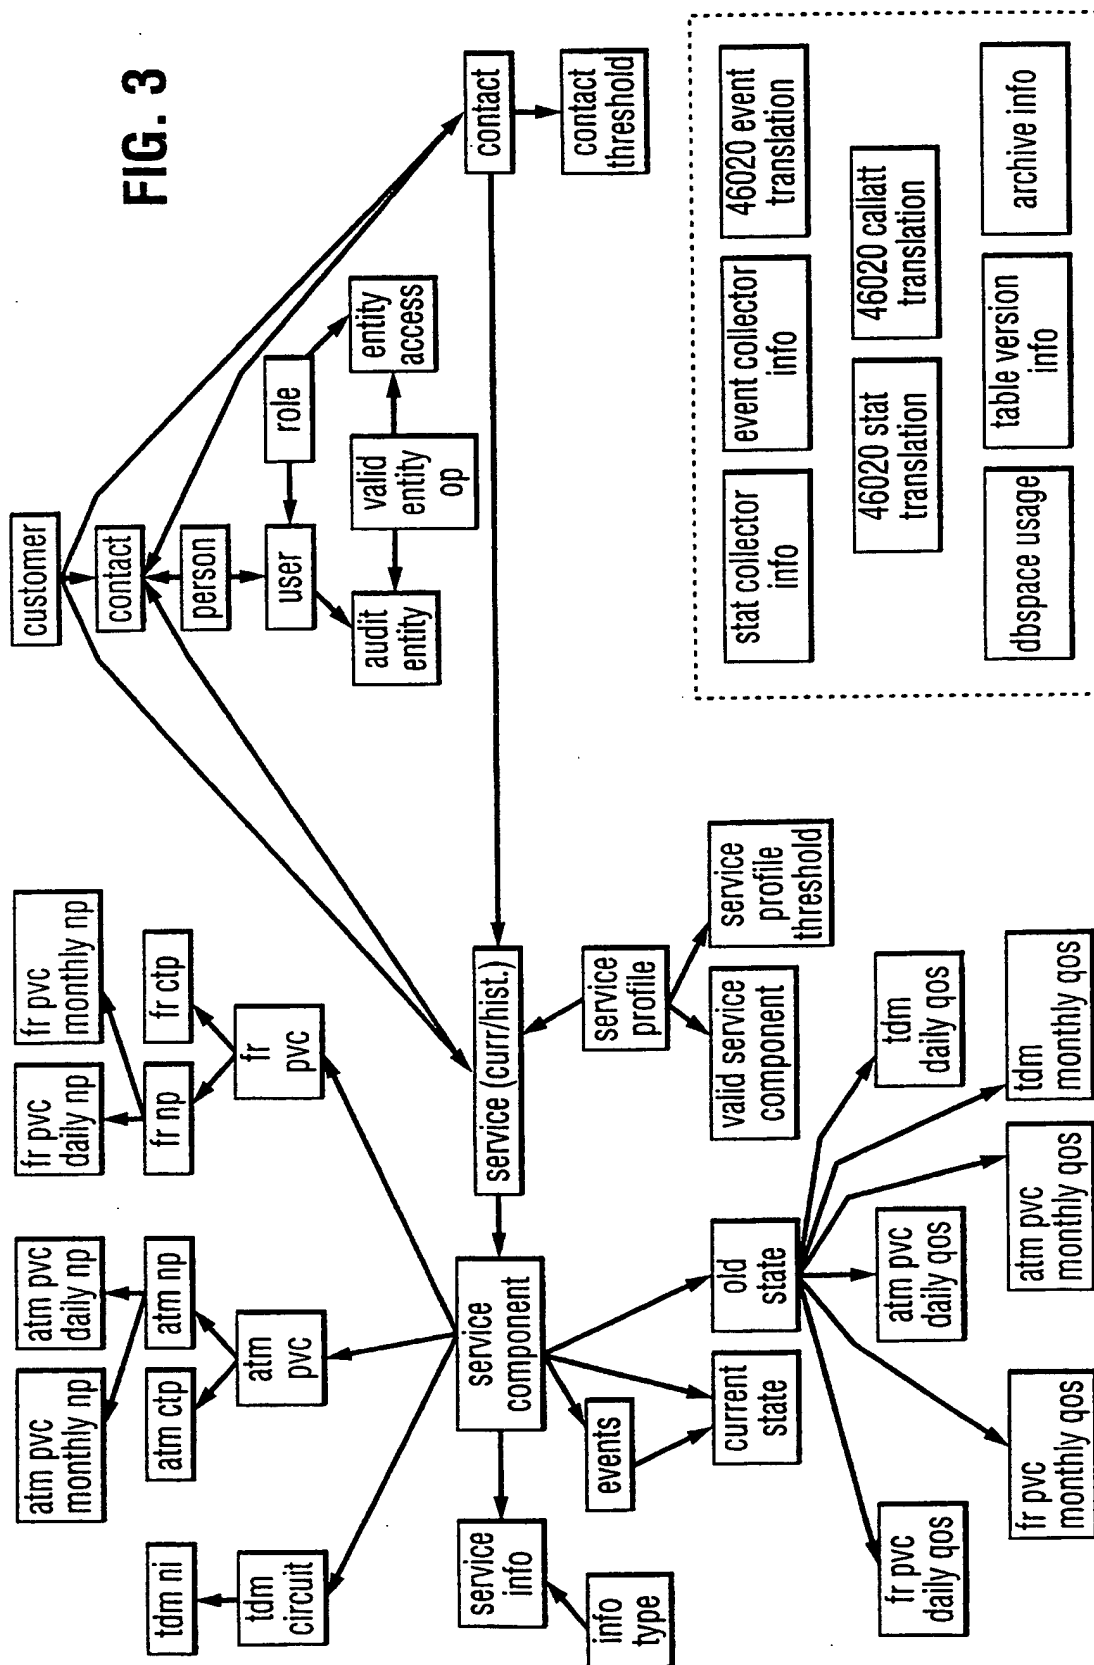 FIG. 3
atm pvc
monthly np
atm pvc
daily np
fr pvc
daily np
fr pvc
monthly np
customer
tdm ni
atm ctp
atm np
fr np
fr ctp
contact
person
tdm
circuit
atm
pvc
fr
pvc
user
role
audit
entity
valid
entity
op
entity
access
service
info
service
component
service (curr/hist.)
contact
info
type
events
service
profile
contact
threshold
current
state
old
state
valid service
component
service
profile
threshold
stat collector
info
event collector
info
46020 event
translation
fr pvc
daily qos
atm pvc
daily qos
tdm
daily qos
46020 stat
translation
46020 callatt
translation
fr pvc
monthly qos
atm pvc
monthly qos
tdm
monthly qos
dbspace usage
table version
info
archive info